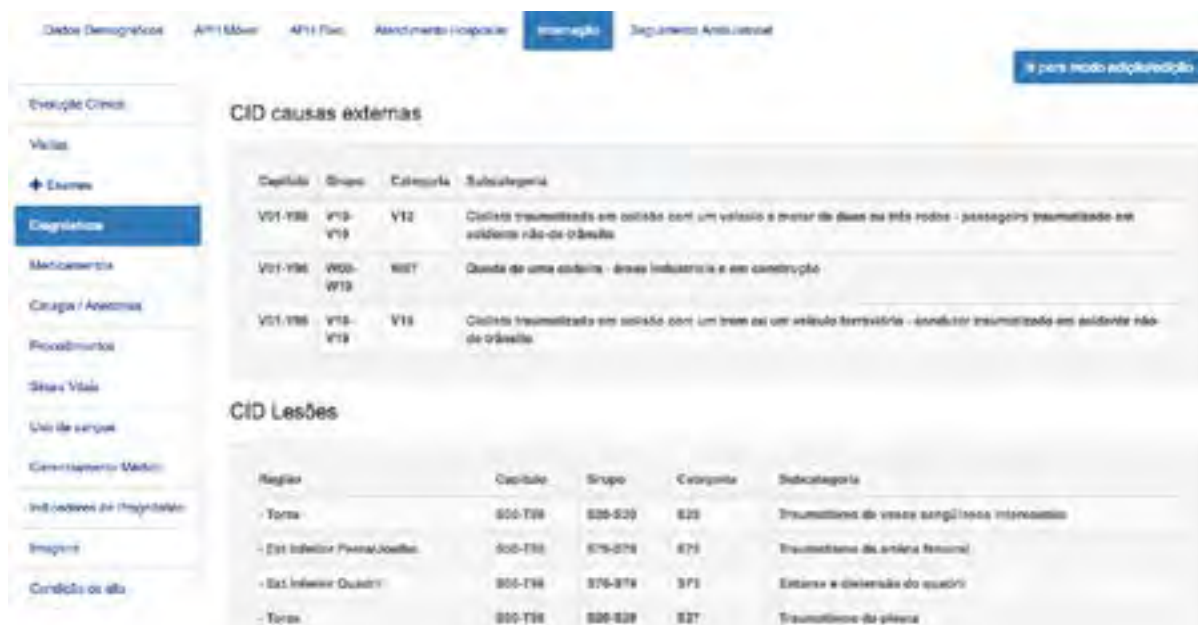 Dados Demográficos APH Móvel APH Fixo Atendimento Hospitalar Internação Seguimento Ambulatorial
Ir para modo adição/edição
Evolução Clínica
Visitas
Exames
Diagnósticos
Medicamentos
Cirurgia / Anestesia
Procedimentos
Sinais Vitais
Uso de sangue
Gerenciamento Médico
Indicadores de Prognóstico
Imagens
Condição de alta
CID causas externas
Capítulo Grupo Categoria Subcategoria
V01-Y98 V10-V19 V12 Ciclista traumatizado em colisão com um veículo a motor de duas ou três rodas - passageiro traumatizado em
acidente não-de-trânsito
V01-Y98 W00-W19 W07 Queda de uma cadeira - áreas industriais e em construção
V01-Y98 V10-V19 Ciclista traumatizado em colisão com um trem ou um veículo ferroviário - condutor traumatizado em acidente não-
de-trânsito
CID Lesões
Região Capítulo Grupo Categoria Subcategoria
- Torax S00-T98 S20-S29 S25 Traumatismo de vasos sangüíneos intercostais
- Ext Inferior Perna/Joelho S00-T98 S70-S79 S75 Traumatismo da artéria femoral
- Ext Inferior Quadril S00-T98 S70-S79 S73 Entorse e distensão do quadril
- Torax S00-T98 S20-S29 S27 Traumatismo da pleura